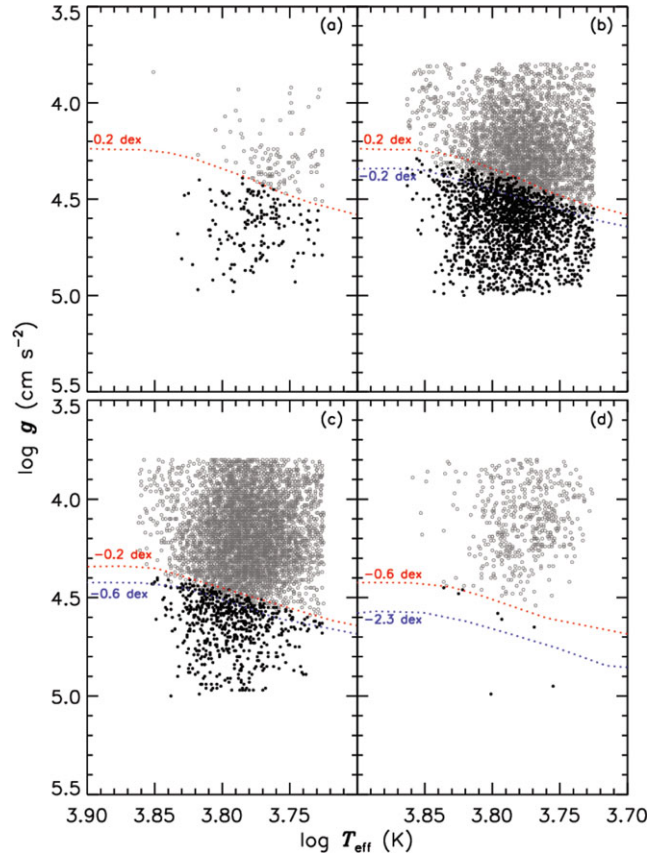 3.5
(a)
(b)
4.0
-0.2 dex
0.2 dex
-0.2 dex
4.5
5.0
log g (cm s⁻²)
5.5
3.5
(c)
(d)
4.0
-0.2 dex
-0.6 dex
-0.6 dex
-2.3 dex
4.5
5.0
5.5
3.90 3.85 3.80 3.75 3.85 3.80 3.75 3.70
log Teff (K) log Teff (K)